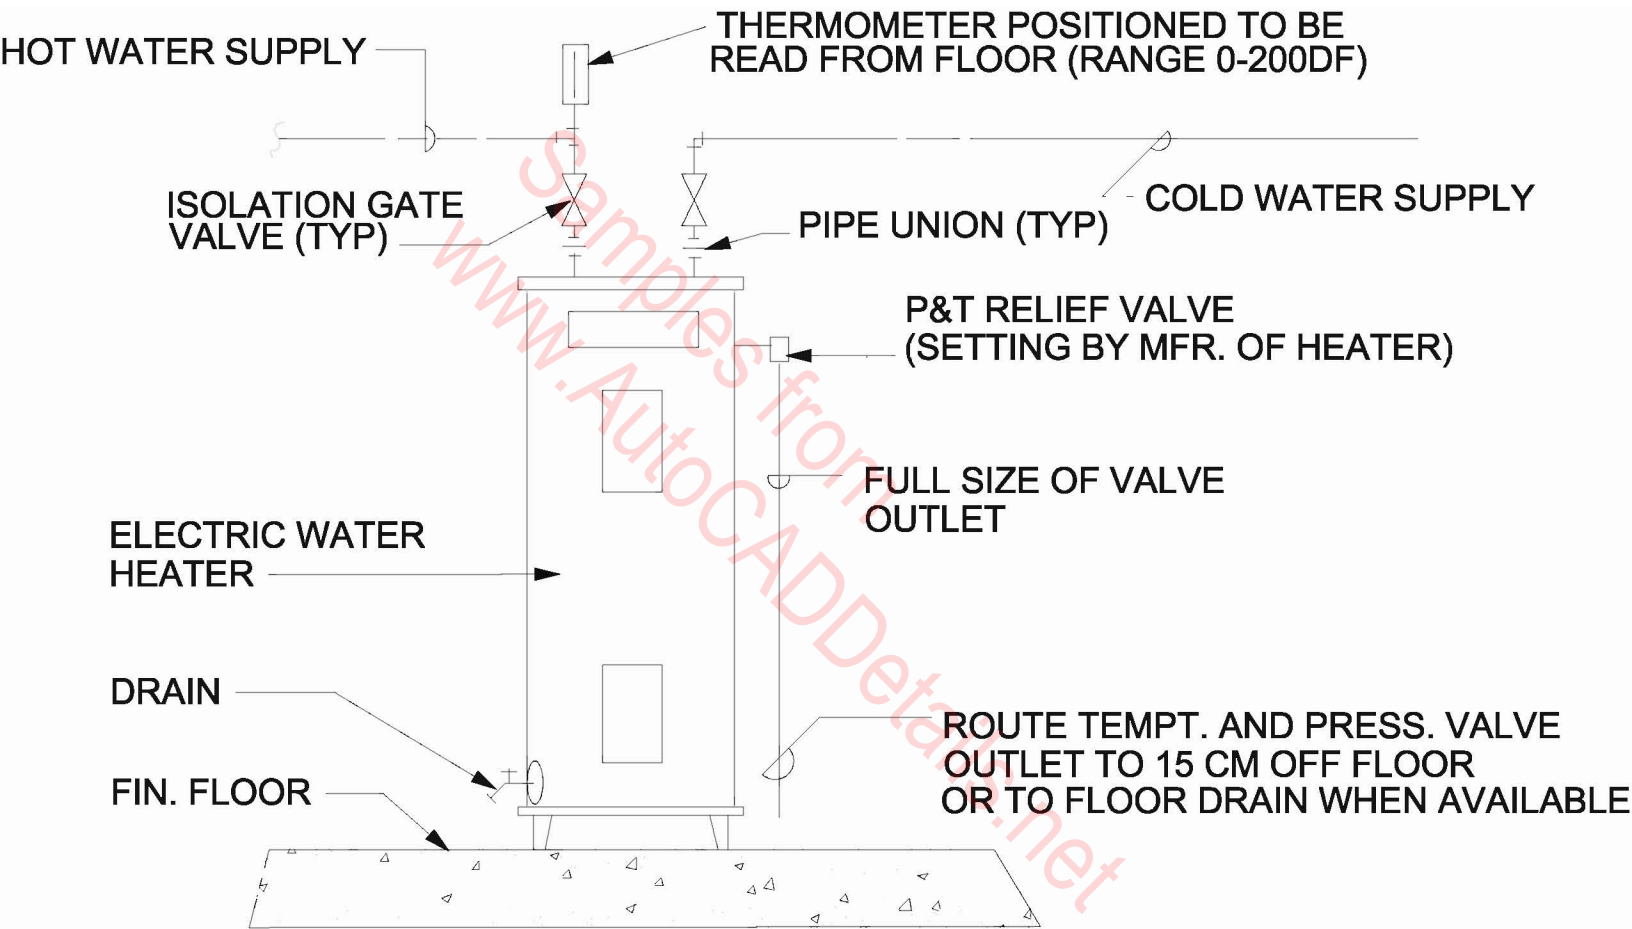 THERMOMETER POSITIONED TO BE
READ FROM FLOOR (RANGE 0-200DF)
HOT WATER SUPPLY
ISOLATION GATE
VALVE (TYP)
COLD WATER SUPPLY
PIPE UNION (TYP)
P&T RELIEF VALVE
(SETTING BY MFR. OF HEATER)
FULL SIZE OF VALVE
OUTLET
ELECTRIC WATER
HEATER
DRAIN
FIN. FLOOR
ROUTE TEMPT. AND PRESS. VALVE
OUTLET TO 15 CM OFF FLOOR
OR TO FLOOR DRAIN WHEN AVAILABLE
Samples from
www.AutoCADDetails.net